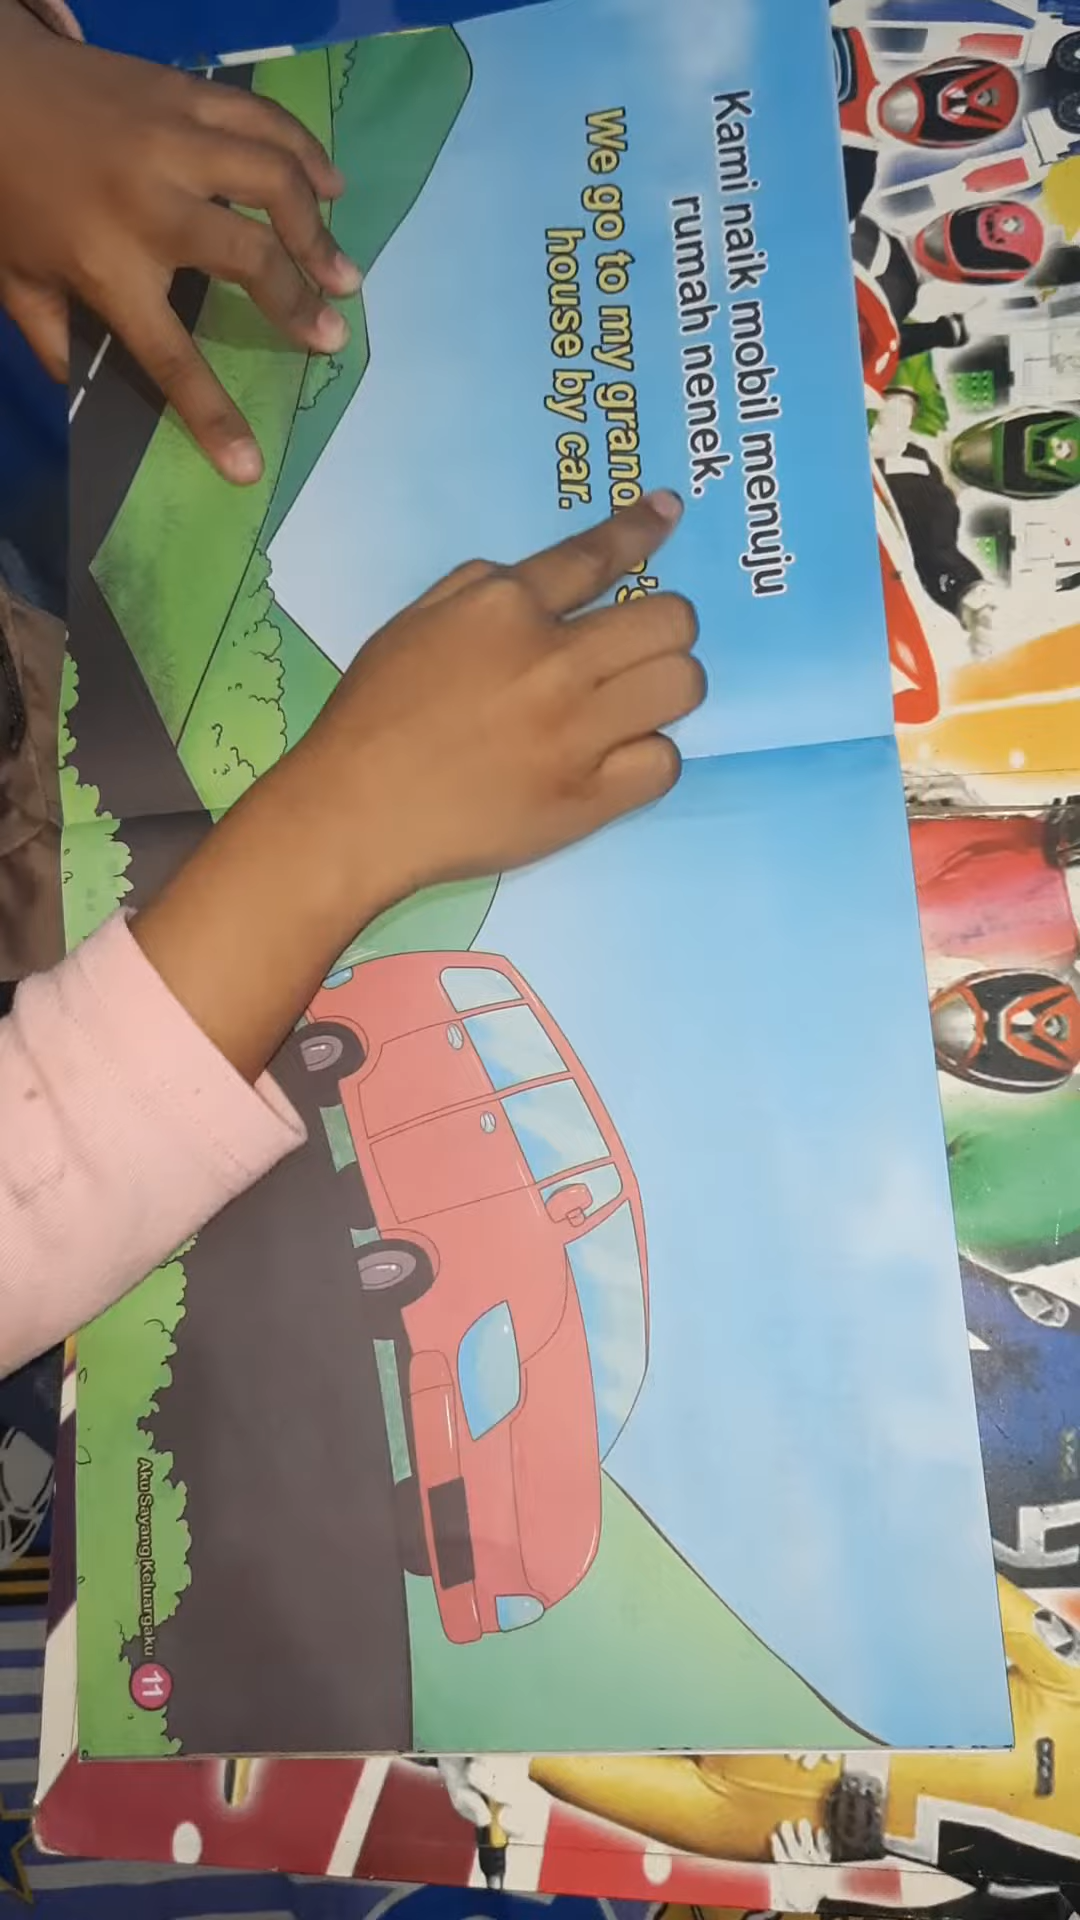 Kami naik mobil menuju
rumah nenek.
We go to my grand
house by car.
Aku Sayang Keluargaku 11